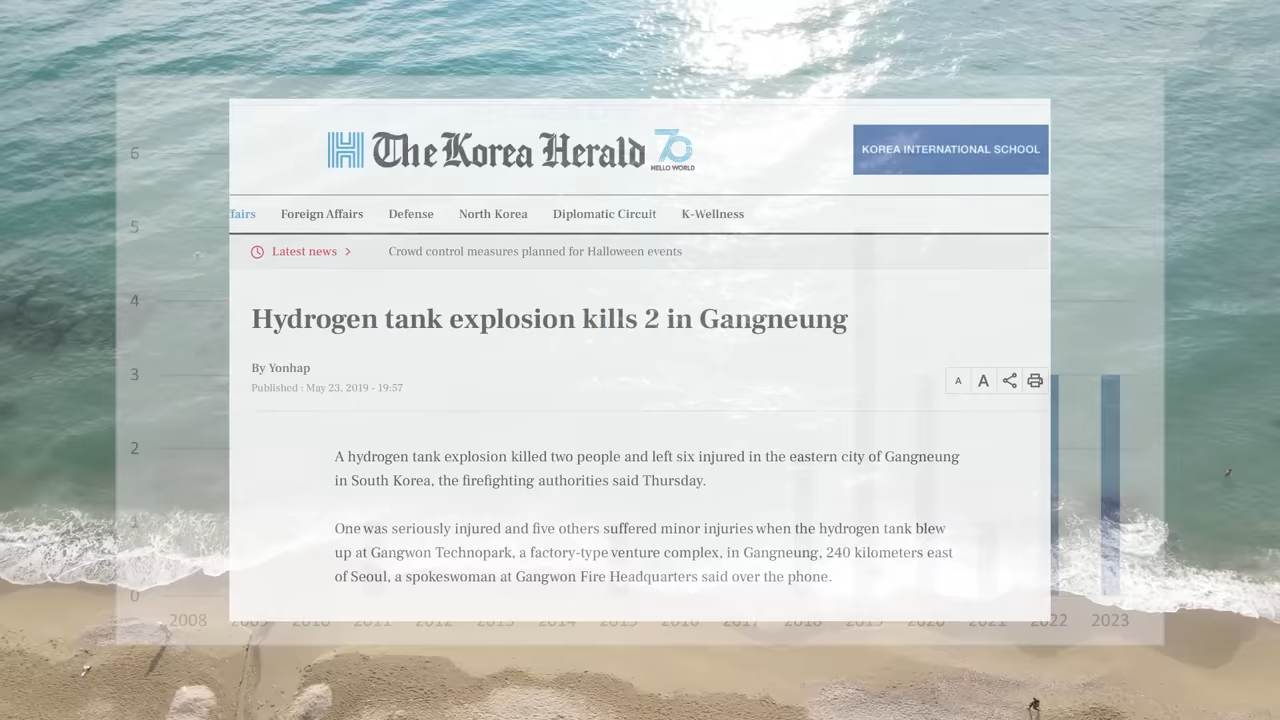 The Korea Herald 70
HELLO WORLD
KOREA INTERNATIONAL SCHOOL
ffairs Foreign Affairs Defense North Korea Diplomatic Circuit K-Wellness
Latest news > Crowd control measures planned for Halloween events
Hydrogen tank explosion kills 2 in Gangneung
By Yonhap
Published : May 23, 2019 - 19:57
A A
A hydrogen tank explosion killed two people and left six injured in the eastern city of Gangneung
in South Korea, the firefighting authorities said Thursday.
One was seriously injured and five others suffered minor injuries when the hydrogen tank blew
up at Gangwon Technopark, a factory-type venture complex, in Gangneung, 240 kilometers east
of Seoul, a spokeswoman at Gangwon Fire Headquarters said over the phone.
6
5
4
3
2
1
0
2008 2009 2010 2011 2012 2013 2014 2015 2016 2017 2018 2019 2020 2021 2022 2023